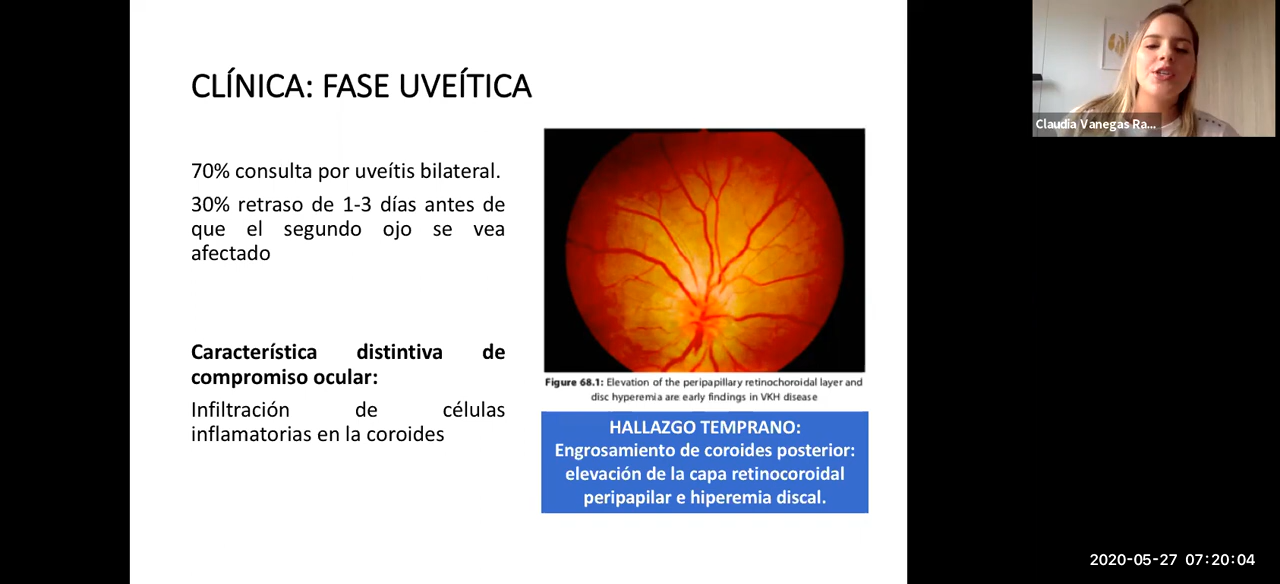 CLÍNICA: FASE UVEÍTICA
70% consulta por uveítis bilateral.
30% retraso de 1-3 días antes de
que el segundo ojo se vea
afectado
Característica distintiva de
compromiso ocular:
Infiltración de células
inflamatorias en la coroides
Figure 68.1: Elevation of the peripapillary retinochoroidal layer and
disc hyperemia are early findings in VKH disease
HALLAZGO TEMPRANO:
Engrosamiento de coroides posterior:
elevación de la capa retinocoroidal
peripapilar e hiperemia discal.
Claudia Vanegas Ra...
2020-05-27 07:20:04